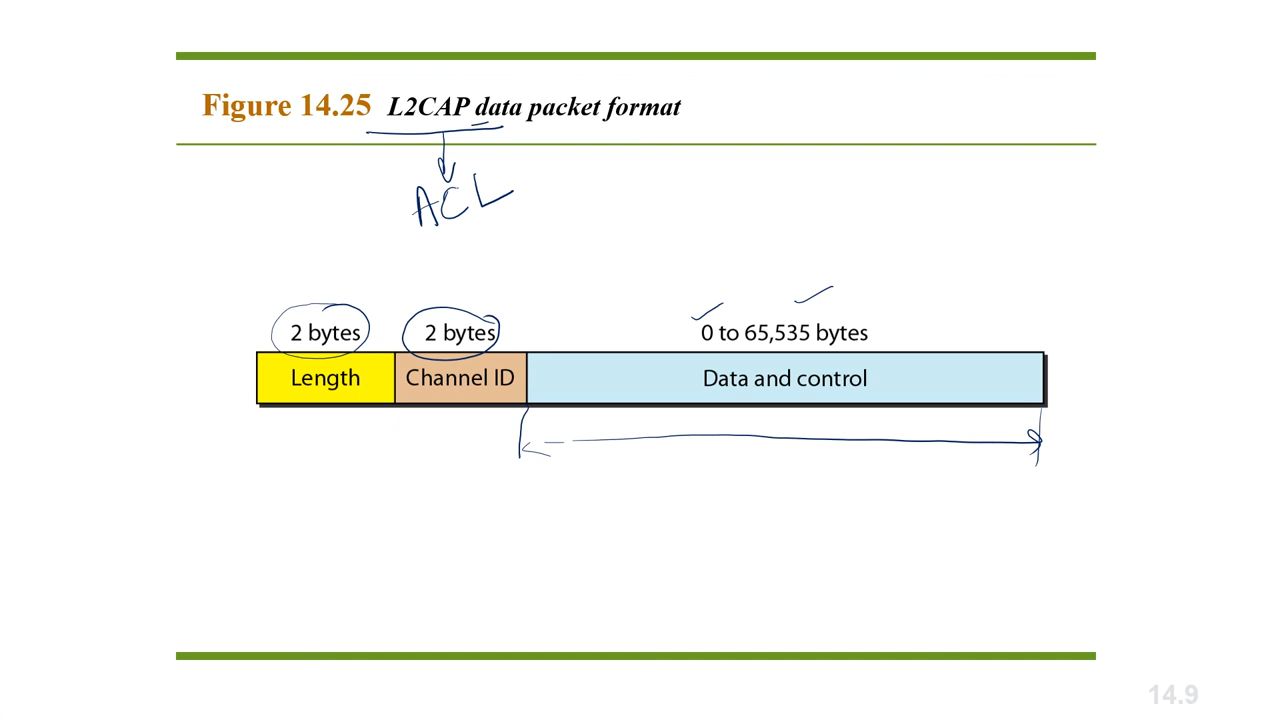 Figure 14.25 L2CAP data packet format
ACL
2 bytes 2 bytes 0 to 65,535 bytes
Length Channel ID Data and control
14.9